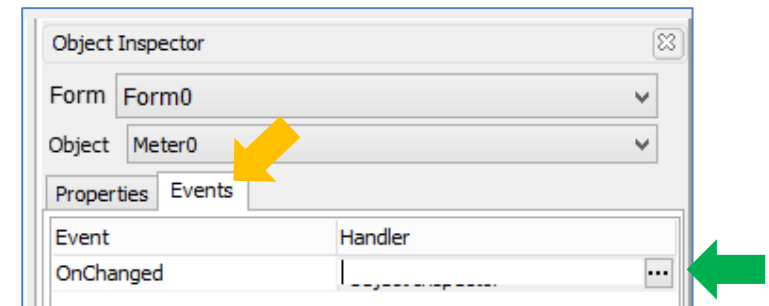 Object Inspector
Form Form0
Object Meter0
Properties Events
Event Handler
OnChanged ...